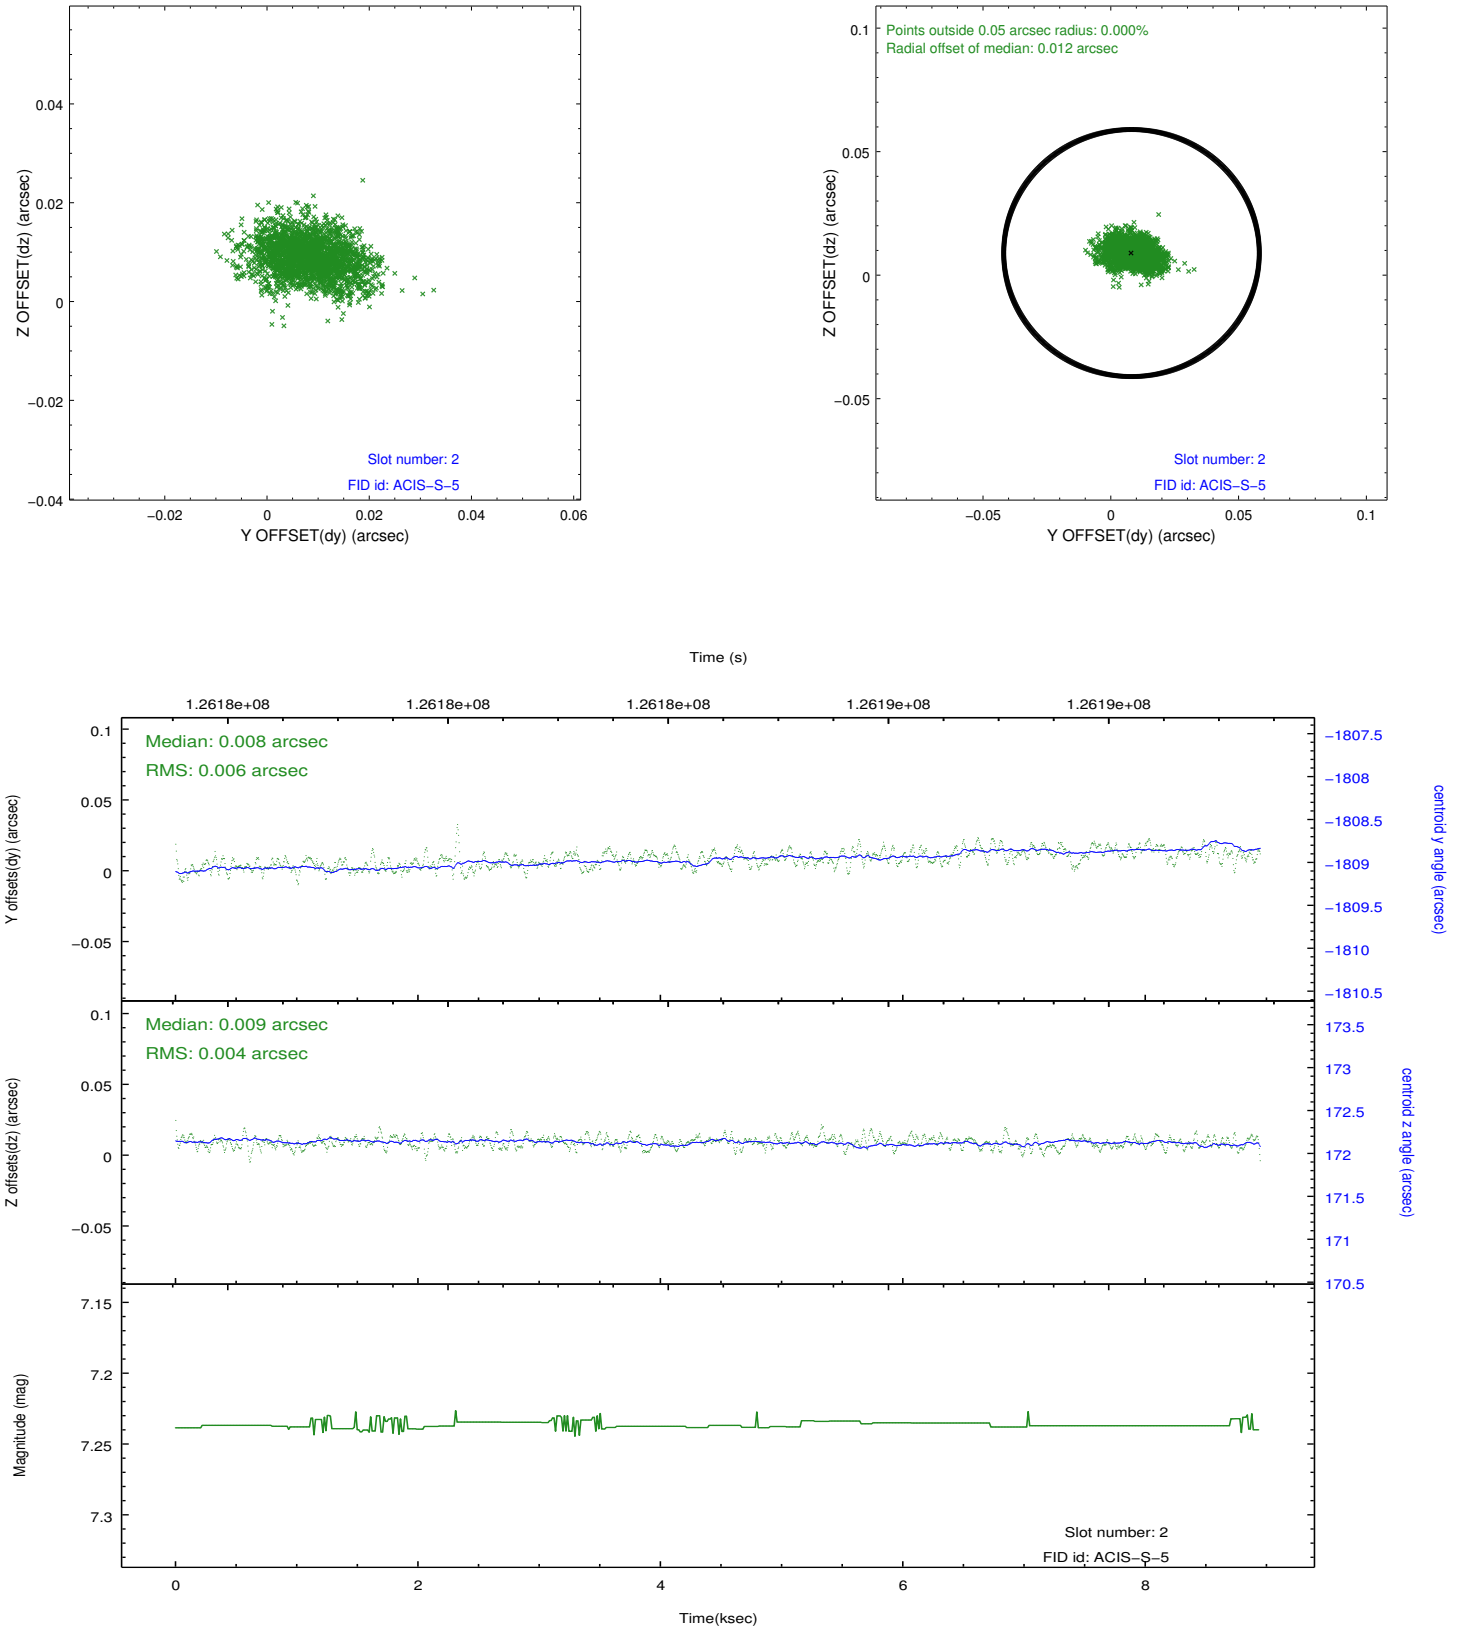 0.04
0.02
0
−0.02
−0.04
Z OFFSET(dz) (arcsec)
Slot number: 2
FID id: ACIS−S−5
−0.02 0 0.02 0.04 0.06
Y OFFSET(dy) (arcsec)
Points outside 0.05 arcsec radius: 0.000%
Radial offset of median: 0.012 arcsec
0.1
0.05
0
−0.05
Z OFFSET(dz) (arcsec)
Slot number: 2
FID id: ACIS−S−5
−0.05 0 0.05 0.1
Y OFFSET(dy) (arcsec)
Time (s)
1.2618e+08 1.2618e+08 1.2618e+08 1.2619e+08 1.2619e+08
Median: 0.008 arcsec
RMS: 0.006 arcsec
0.1
0.05
0
−0.05
Y offsets(dy) (arcsec)
−1807.5
−1808
−1808.5
−1809
−1809.5
−1810
−1810.5
centroid y angle (arcsec)
Median: 0.009 arcsec
RMS: 0.004 arcsec
0.1
0.05
0
−0.05
Z offsets(dz) (arcsec)
173.5
173
172.5
172
171.5
171
170.5
centroid z angle (arcsec)
7.15
7.2
7.25
7.3
Magnitude (mag)
Slot number: 2
FID id: ACIS−S−5
0 2 4 6 8
Time(ksec)